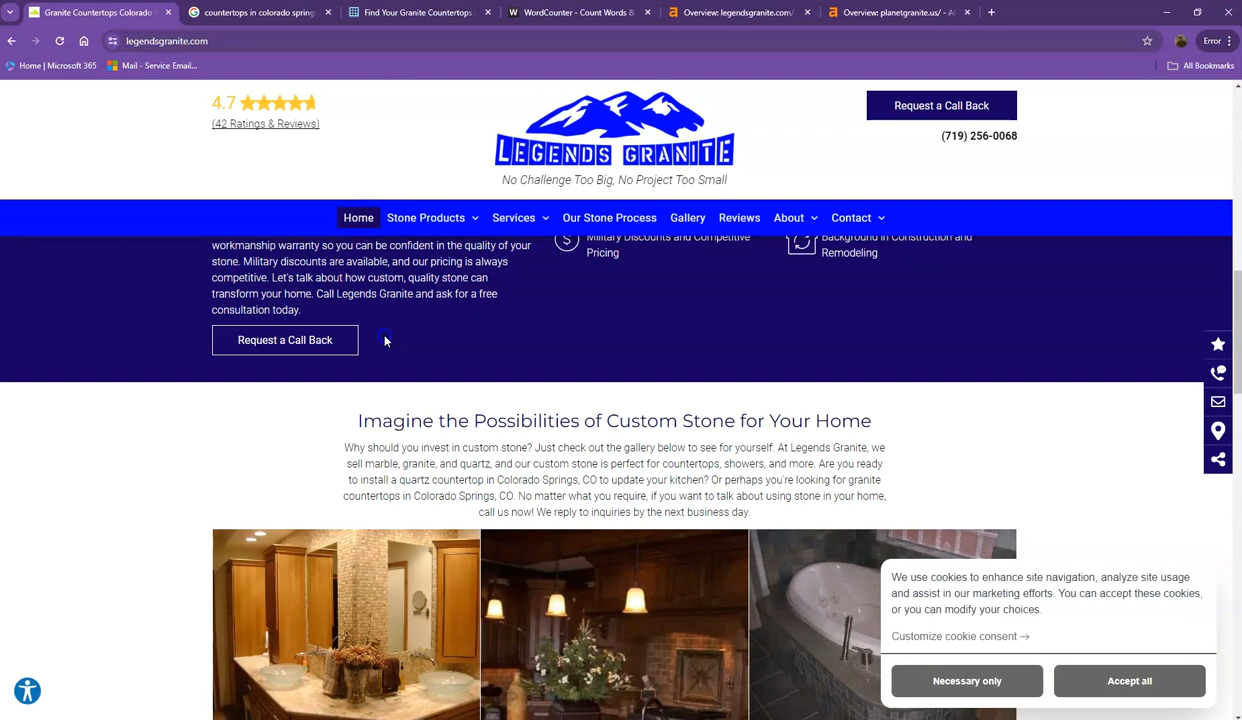 Granite Countertops Colorado
countertops in colorado spring
Find Your Granite Countertops
WordCounter - Count Words &
Overview: legendsgranite.com/
Overview: planetgranite.us/ - A
legendsgranite.com
Error
Home | Microsoft 365
Mail - Service Email...
All Bookmarks
4.7
(42 Ratings & Reviews)
LEGENDS GRANITE
No Challenge Too Big, No Project Too Small
Request a Call Back
(719) 256-0068
Home Stone Products Services Our Stone Process Gallery Reviews About Contact
workmanship warranty so you can be confident in the quality of your
stone. Military discounts are available, and our pricing is always
competitive. Let's talk about how custom, quality stone can
transform your home. Call Legends Granite and ask for a free
consultation today.
Military Discounts and Competitive
Pricing
Background in Construction and
Remodeling
Request a Call Back
Imagine the Possibilities of Custom Stone for Your Home
Why should you invest in custom stone? Just check out the gallery below to see for yourself. At Legends Granite, we
sell marble, granite, and quartz, and our custom stone is perfect for countertops, showers, and more. Are you ready
to install a quartz countertop in Colorado Springs, CO to update your kitchen? Or perhaps you're looking for granite
countertops in Colorado Springs, CO. No matter what you require, if you want to talk about using stone in your home,
call us now! We reply to inquiries by the next business day.
We use cookies to enhance site navigation, analyze site usage
and assist in our marketing efforts. You can accept these cookies,
or you can modify your choices.
Customize cookie consent →
Necessary only
Accept all